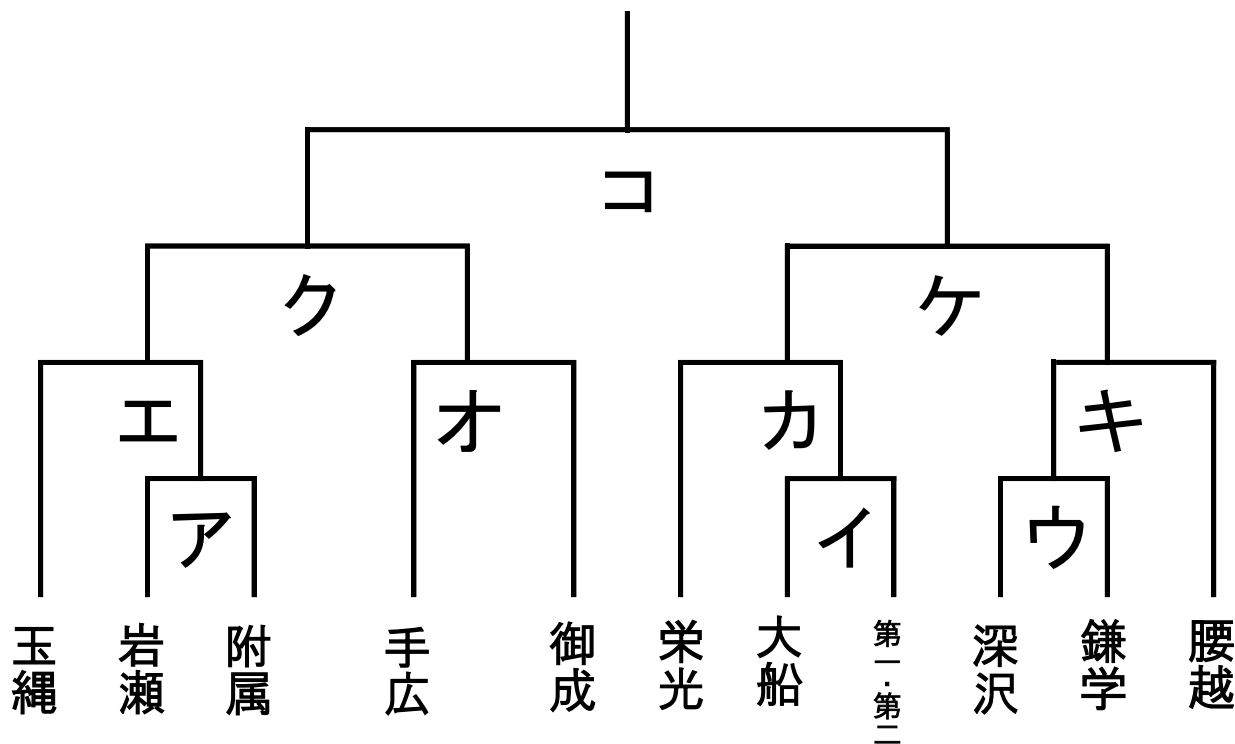 コ
ク
ケ
エ
オ
カ
キ
ア
イ
ウ
玉縄
岩瀬
附属
手広
御成
栄光
大船
第一・第二
深沢
鎌学
腰越